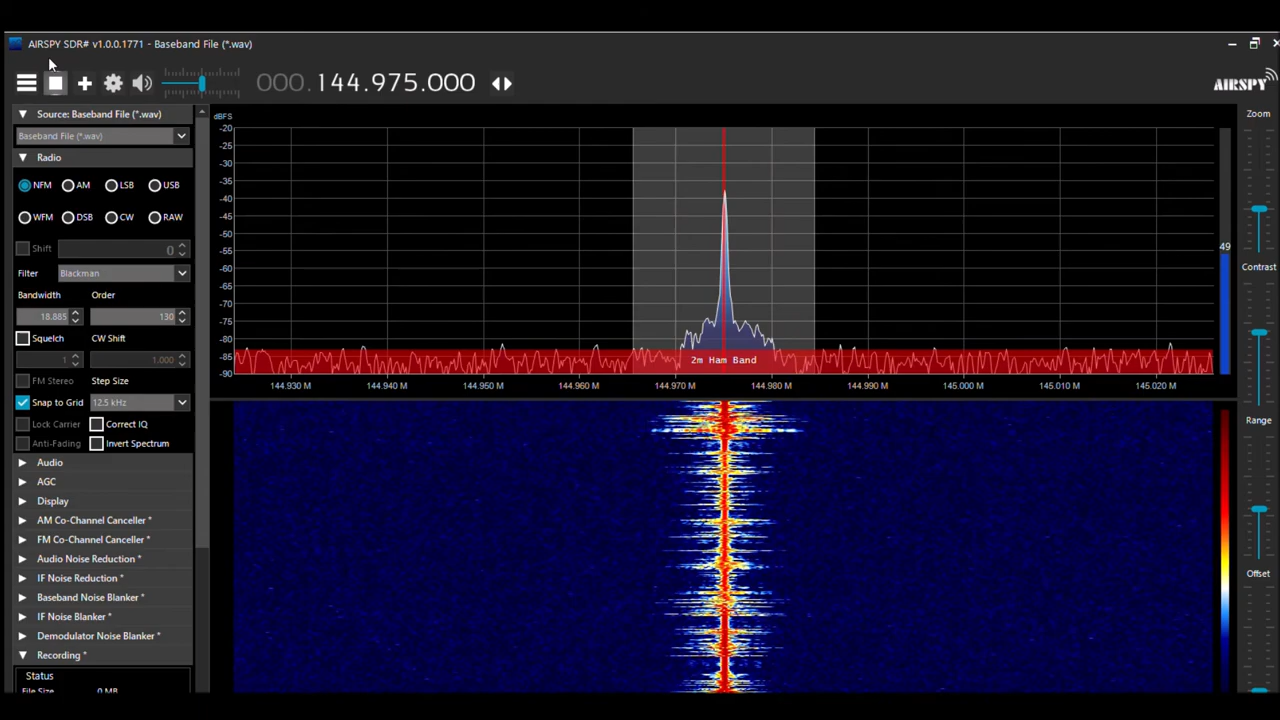 AIRSPY SDR# v1.0.0.1771 - Baseband File (*.wav)
000.144.975.000
AIRSPY
Source: Baseband File (*.wav)
Baseband File (*.wav)
Radio
NFM AM LSB USB
WFM DSB CW RAW
Shift 0
Filter Blackman
Bandwidth Order
18.885 130
Squelch CW Shift
1 1.000
FM Stereo Step Size
Snap to Grid 12.5 kHz
Lock Carrier Correct IQ
Anti-Fading Invert Spectrum
Audio
AGC
Display
AM Co-Channel Canceller *
FM Co-Channel Canceller *
Audio Noise Reduction *
IF Noise Reduction *
Baseband Noise Blanker *
IF Noise Blanker *
Demodulator Noise Blanker *
Recording *
Status
File Size 0 MB
dBFS
-20
-25
-30
-35
-40
-45
-50
-55
-60
-65
-70
-75
-80
-85
-90
2m Ham Band
144.930 M 144.940 M 144.950 M 144.960 M 144.970 M 144.980 M 144.990 M 145.000 M 145.010 M 145.020 M
49
Zoom
Contrast
Range
Offset